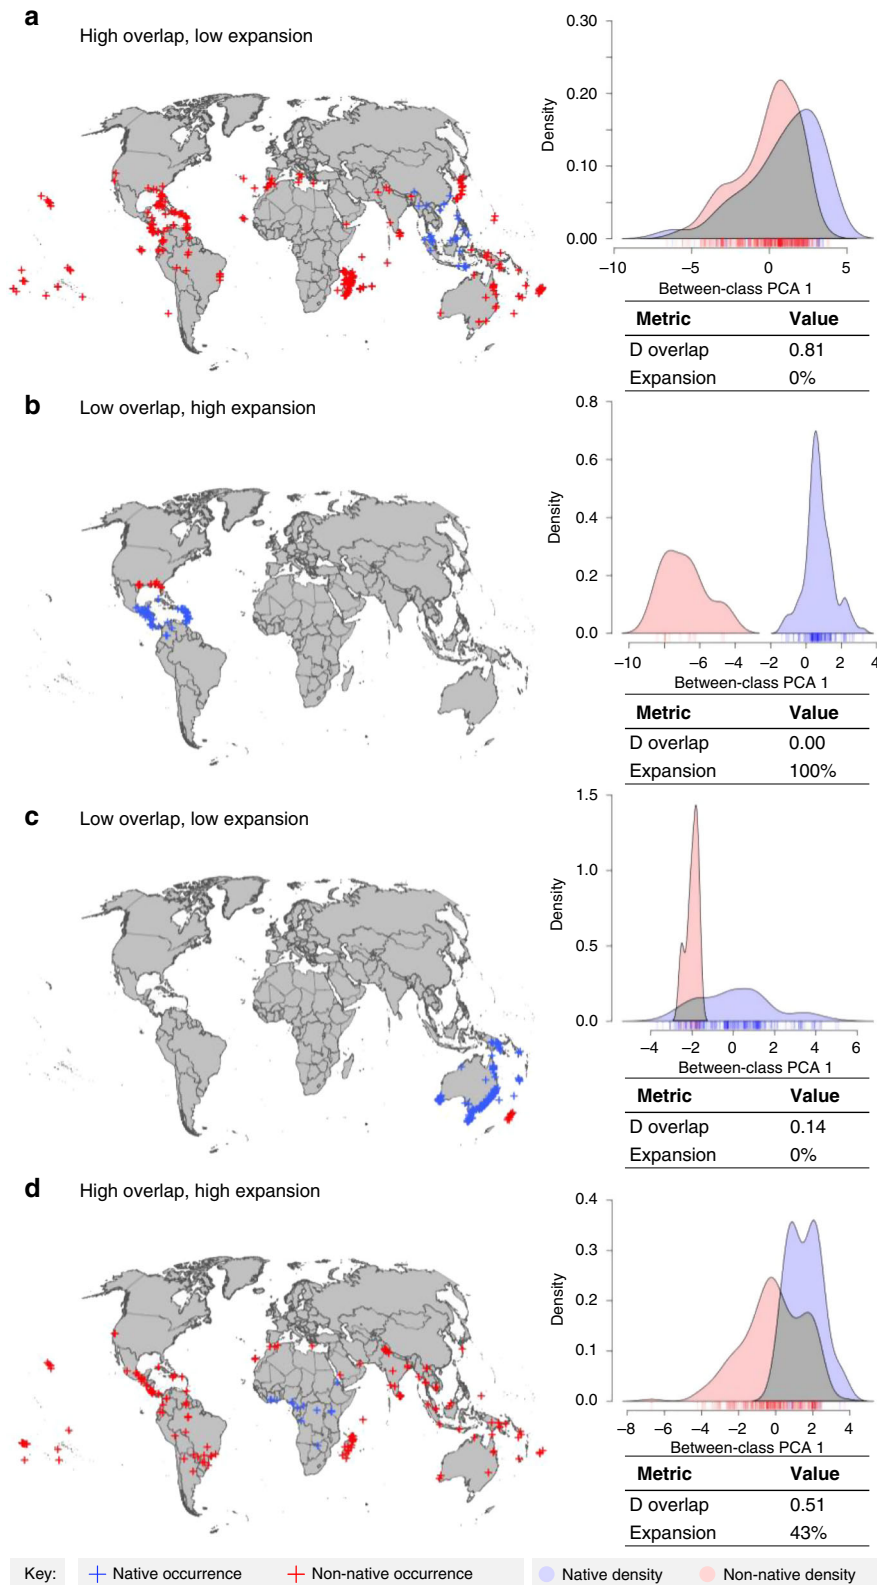 a
High overlap, low expansion
0.30
0.20
0.10
0.00
Density
−10
−5
0
5
Between-class PCA 1
Metric Value
D overlap 0.81
Expansion 0%
b
Low overlap, high expansion
0.8
0.6
0.4
0.2
0.0
Density
−10
−6
−4
−2
0
2
4
Between-class PCA 1
Metric Value
D overlap 0.00
Expansion 100%
c
Low overlap, low expansion
1.5
1.0
0.5
0.0
Density
−4
−2
0
2
4
6
Between-class PCA 1
Metric Value
D overlap 0.14
Expansion 0%
d
High overlap, high expansion
0.4
0.3
0.2
0.1
0.0
Density
−8
−6
−4
−2
0
2
4
Between-class PCA 1
Metric Value
D overlap 0.51
Expansion 43%
Key: Native occurrence Non-native occurrence Native density Non-native density